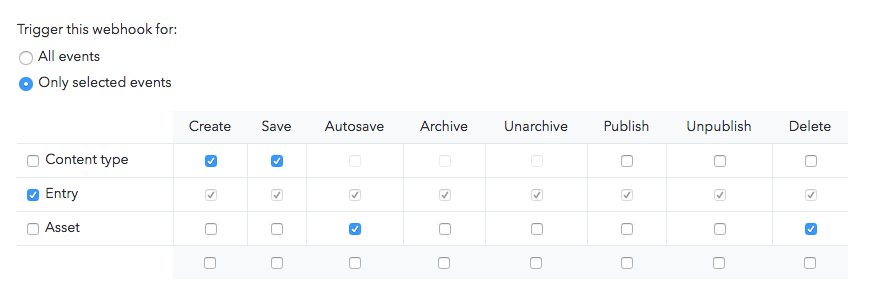 Trigger this webhook for:
All events
Only selected events
Create Save Autosave Archive Unarchive Publish Unpublish Delete
Content type
Entry
Asset